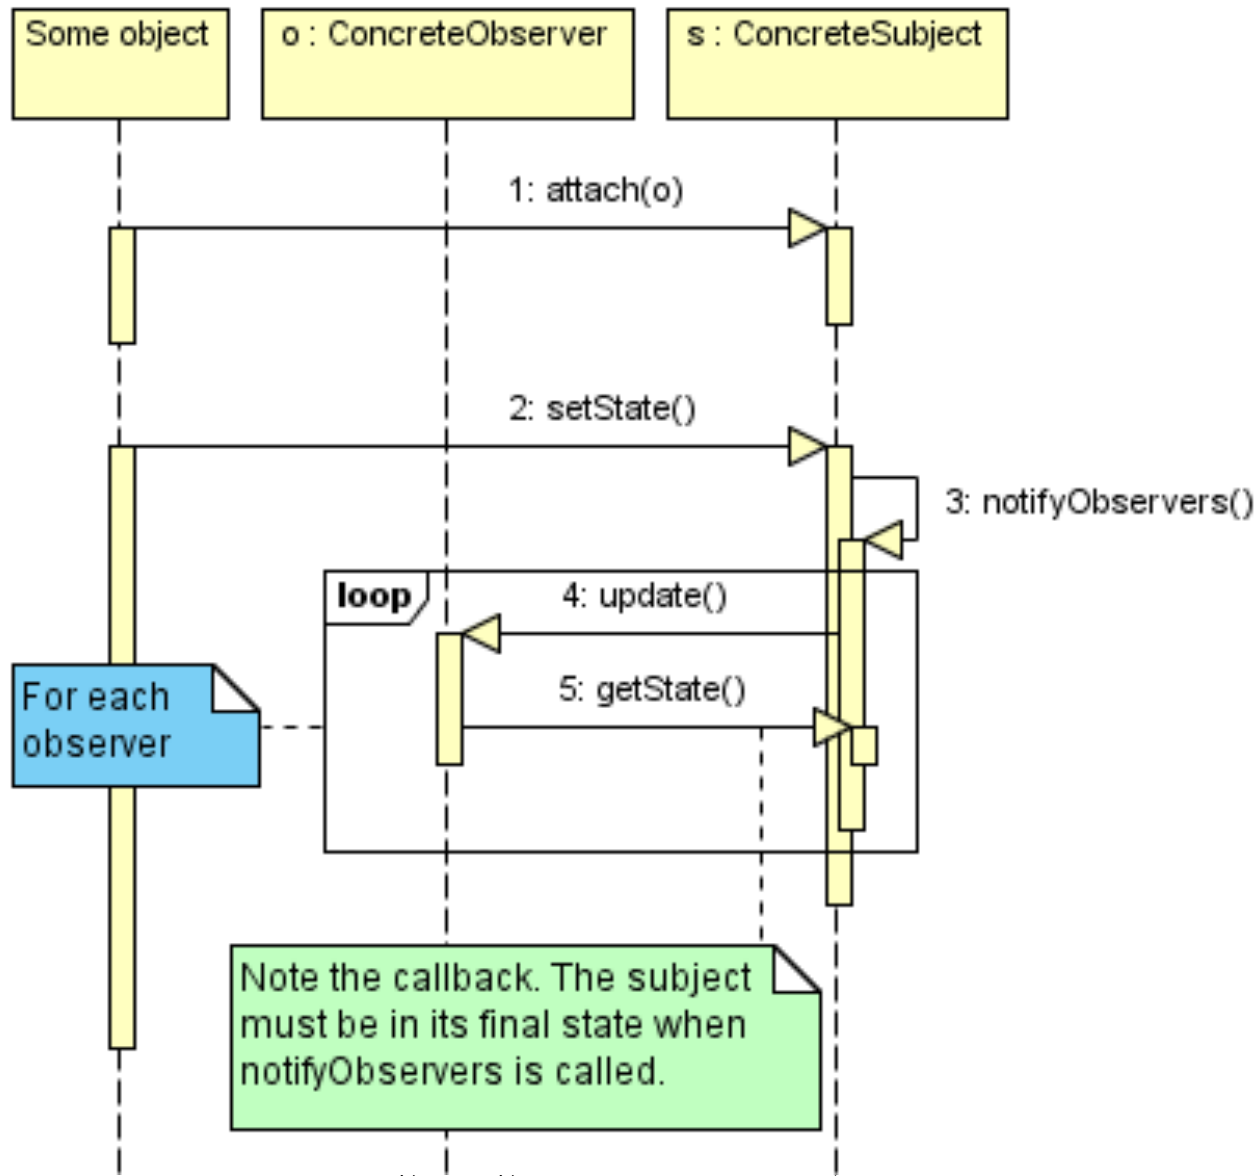 Some object
o : ConcreteObserver
s : ConcreteSubject
1: attach(o)
2: setState()
3: notifyObservers()
loop
4: update()
5: getState()
For each
observer
Note the callback. The subject
must be in its final state when
notifyObservers is called.